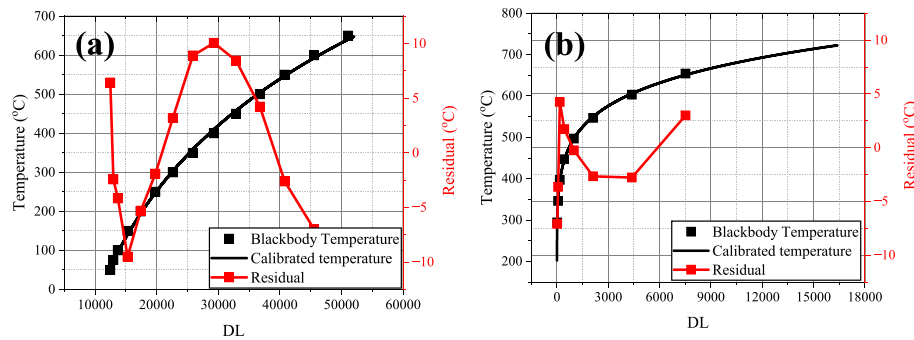 (a)
700
600
500
400
300
200
100
0
Temperature (°C)
10
5
0
−5
−10
Residual (°C)
Blackbody Temperature
Calibrated temperature
Residual
10000 20000 30000 40000 50000 60000
DL
(b)
800
700
600
500
400
300
200
Temperature (°C)
10
5
0
−5
−10
Residual (°C)
Blackbody Temperature
Calibrated temperature
Residual
0 3000 6000 9000 12000 15000 18000
DL